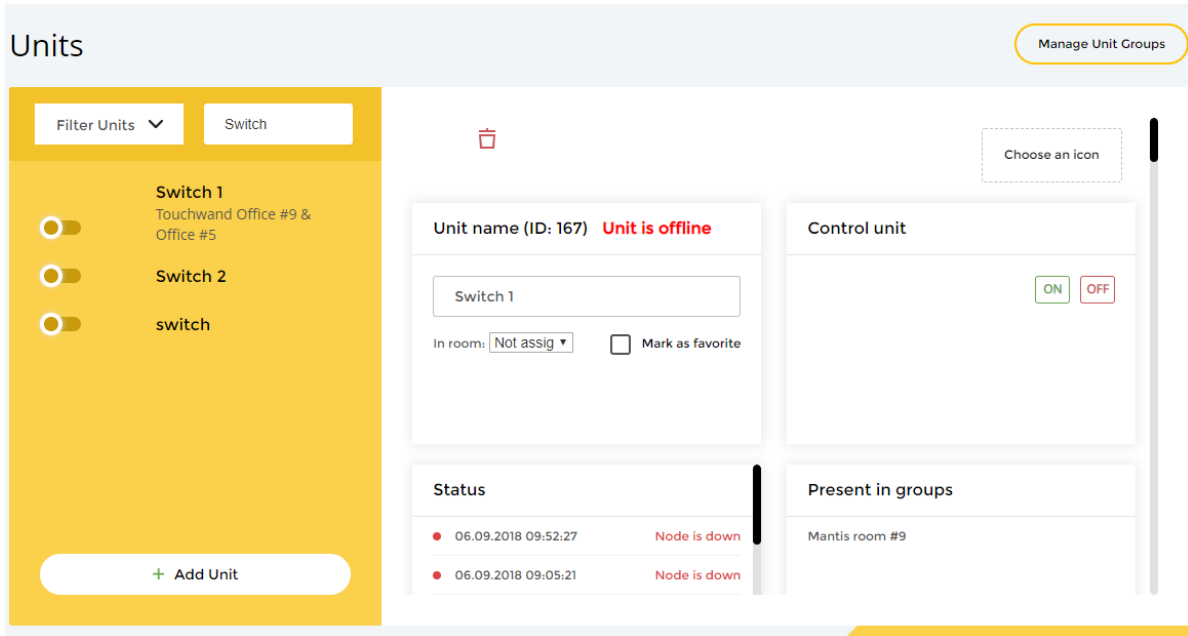 Units
Manage Unit Groups
Filter Units
Switch
Switch 1
Touchwand Office #9 &
Office #5
Switch 2
switch
+ Add Unit
Choose an icon
Unit name (ID: 167) Unit is offline
Switch 1
In room: Not assig
Mark as favorite
Control unit
ON OFF
Status
06.09.2018 09:52:27 Node is down
06.09.2018 09:05:21 Node is down
Present in groups
Mantis room #9